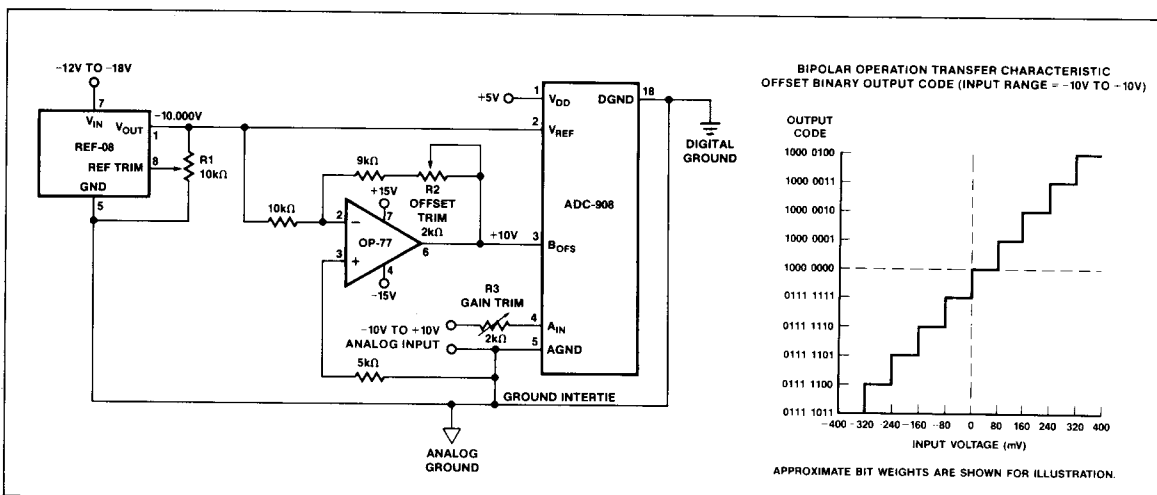 -12V TO -18V
7
V_IN
V_OUT
-10.000V
1
REF-08
REF TRIM
8
R1
10kΩ
GND
5
9kΩ
+15V
7
R2
OFFSET
TRIM
2kΩ
10kΩ
2
−
OP-77
6
+10V
3
+
4
-15V
5kΩ
R3
GAIN TRIM
2kΩ
-10V TO +10V
ANALOG INPUT
GROUND INTERTIE
ANALOG
GROUND
+5V
1
V_DD
DGND
18
2
V_REF
ADC-908
3
B_OFS
4
A_IN
5
AGND
DIGITAL
GROUND
BIPOLAR OPERATION TRANSFER CHARACTERISTIC
OFFSET BINARY OUTPUT CODE (INPUT RANGE = -10V TO -10V)
OUTPUT
CODE
1000 0100
1000 0011
1000 0010
1000 0001
1000 0000
0111 1111
0111 1110
0111 1101
0111 1100
0111 1011
-400 -320 -240 -160 -80 0 80 160 240 320 400
INPUT VOLTAGE (mV)
APPROXIMATE BIT WEIGHTS ARE SHOWN FOR ILLUSTRATION.